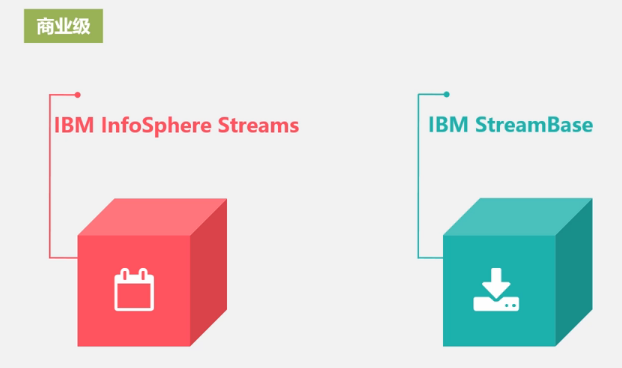 商业级
IBM InfoSphere Streams
IBM StreamBase